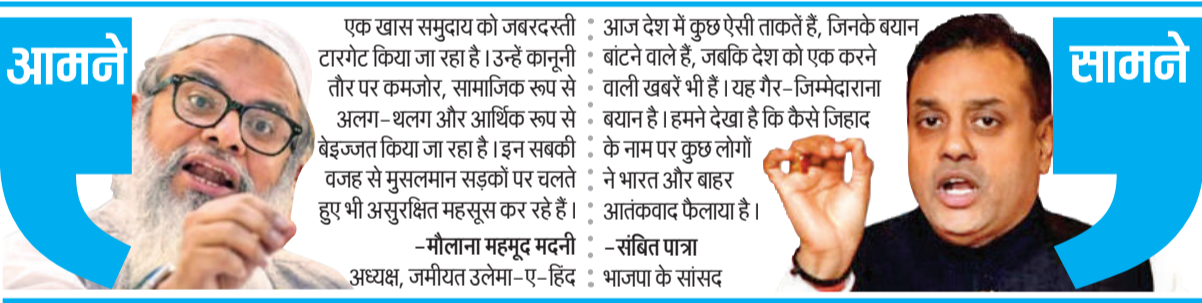 आमने
एक खास समुदाय को जबरदस्ती
टारगेट किया जा रहा है। उन्हें कानूनी
तौर पर कमजोर, सामाजिक रूप से
अलग-थलग और आर्थिक रूप से
बेइज्जत किया जा रहा है। इन सबकी
वजह से मुसलमान सड़कों पर चलते
हुए भी असुरक्षित महसूस कर रहे हैं।
-मौलाना महमूद मदनी
अध्यक्ष, जमीयत उलेमा-ए-हिंद
आज देश में कुछ ऐसी ताकतें हैं, जिनके बयान
बांटने वाले हैं, जबकि देश को एक करने
वाली खबरें भी हैं। यह गैर-जिम्मेदाराना
बयान है। हमने देखा है कि कैसे जिहाद
के नाम पर कुछ लोगों
ने भारत और बाहर
आतंकवाद फैलाया है।
-संबित पात्रा
भाजपा के सांसद
सामने